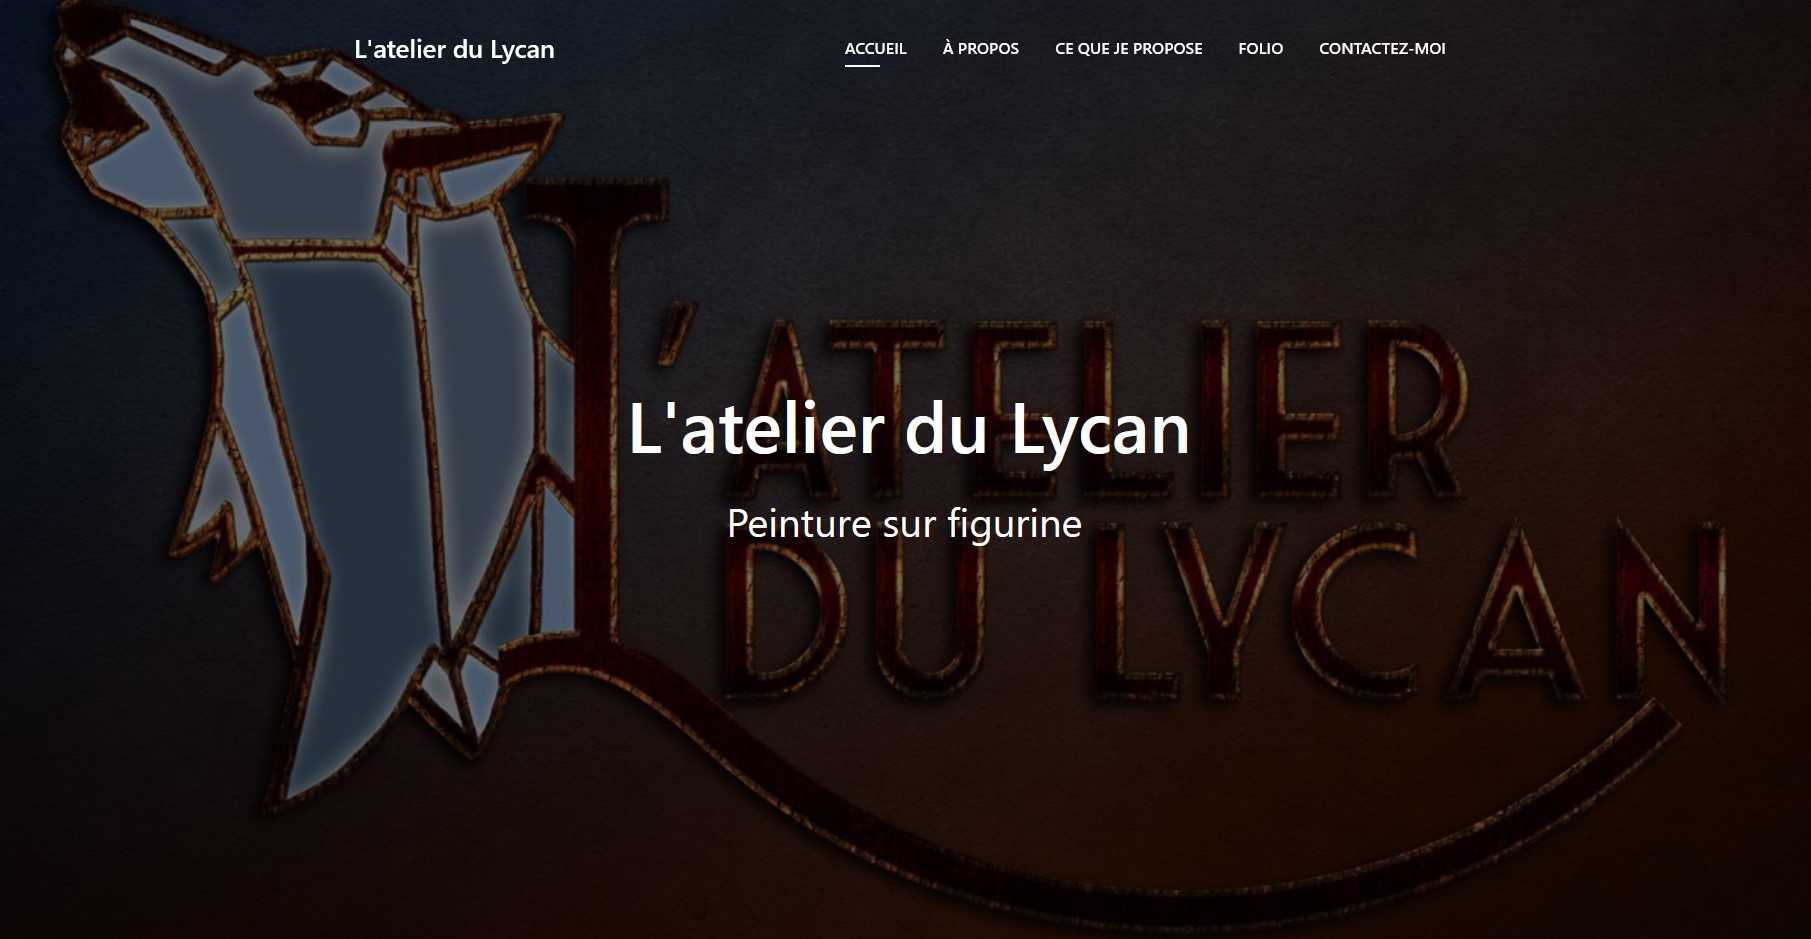 L'atelier du Lycan
ACCUEIL À PROPOS CE QUE JE PROPOSE FOLIO CONTACTEZ-MOI
L'ATELIER
L'atelier du Lycan
Peinture sur figurine
DU LYCAN